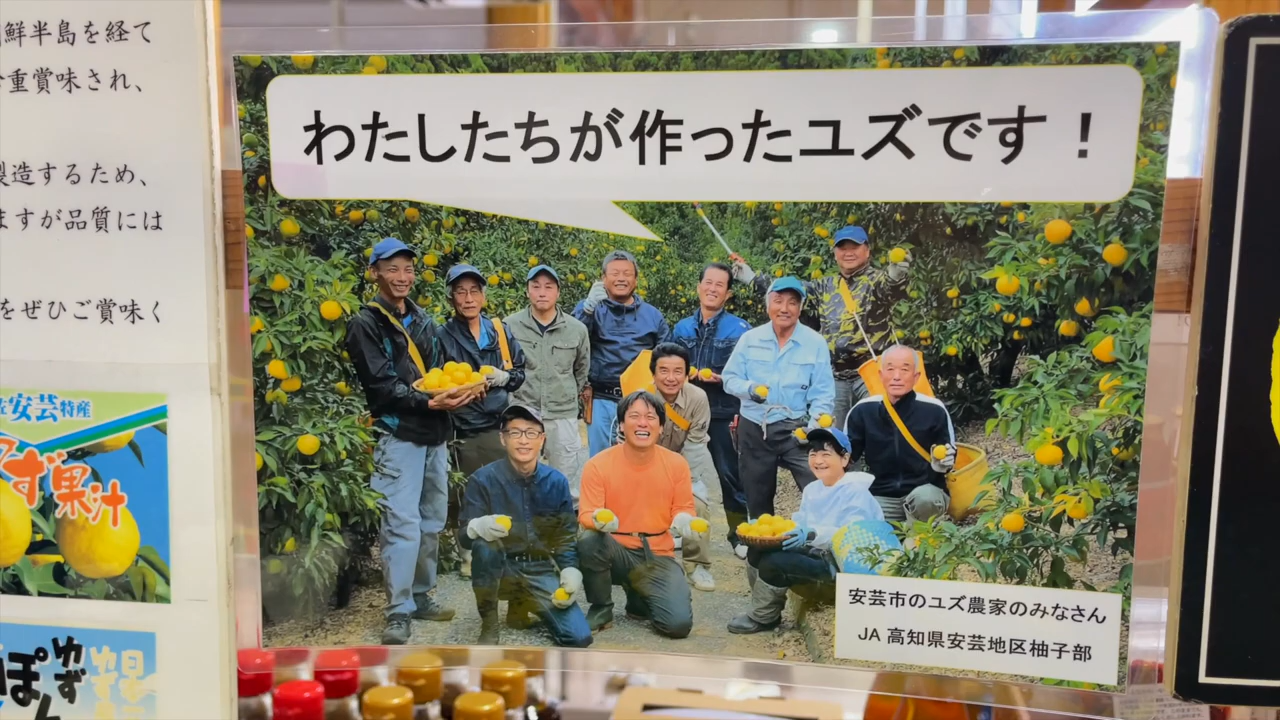 鮮半島を経て
重賞味され、
製造するため、
ますが品質には
をぜひご賞味く
安芸特産
ゆず果汁
ゆず
ぽん
わたしたちが作ったユズです！
安芸市のユズ農家のみなさん
JA高知県安芸地区柚子部